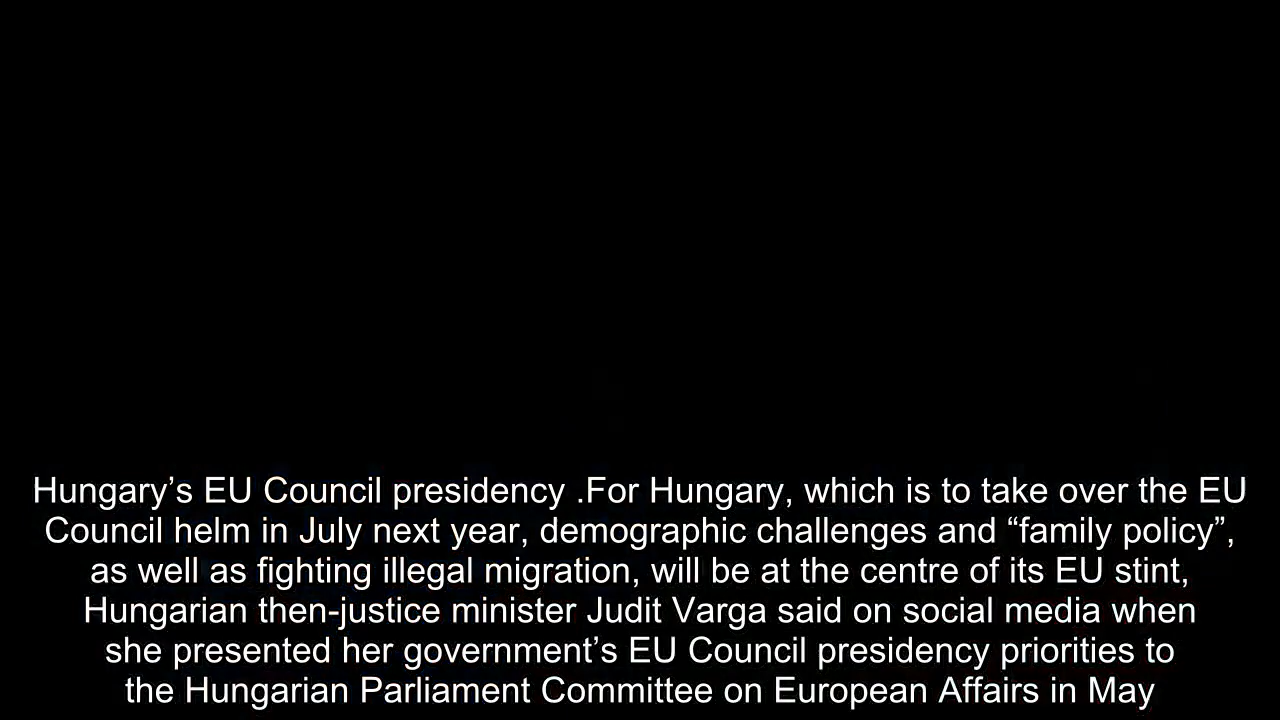 Hungary’s EU Council presidency .For Hungary, which is to take over the EU
Council helm in July next year, demographic challenges and “family policy”,
as well as fighting illegal migration, will be at the centre of its EU stint,
Hungarian then-justice minister Judit Varga said on social media when
she presented her government’s EU Council presidency priorities to
the Hungarian Parliament Committee on European Affairs in May